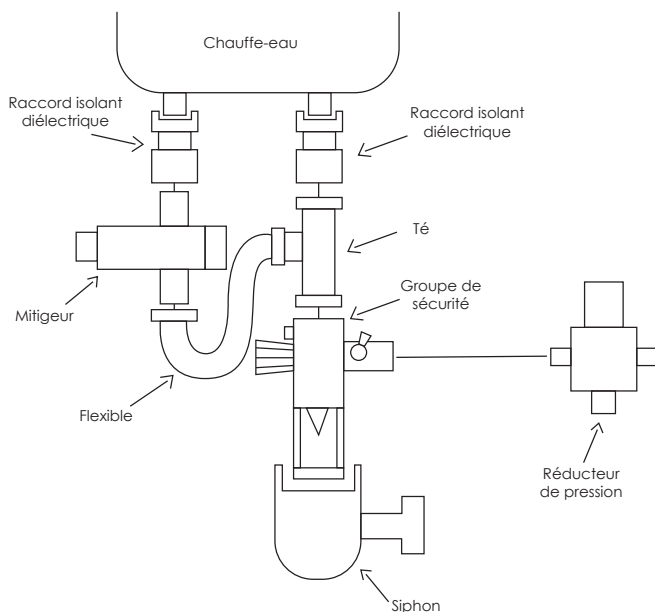 Chauffe-eau
Raccord isolant
diélectrique
Raccord isolant
diélectrique
Té
Groupe de
sécurité
Mitigeur
Flexible
Réducteur
de pression
Siphon